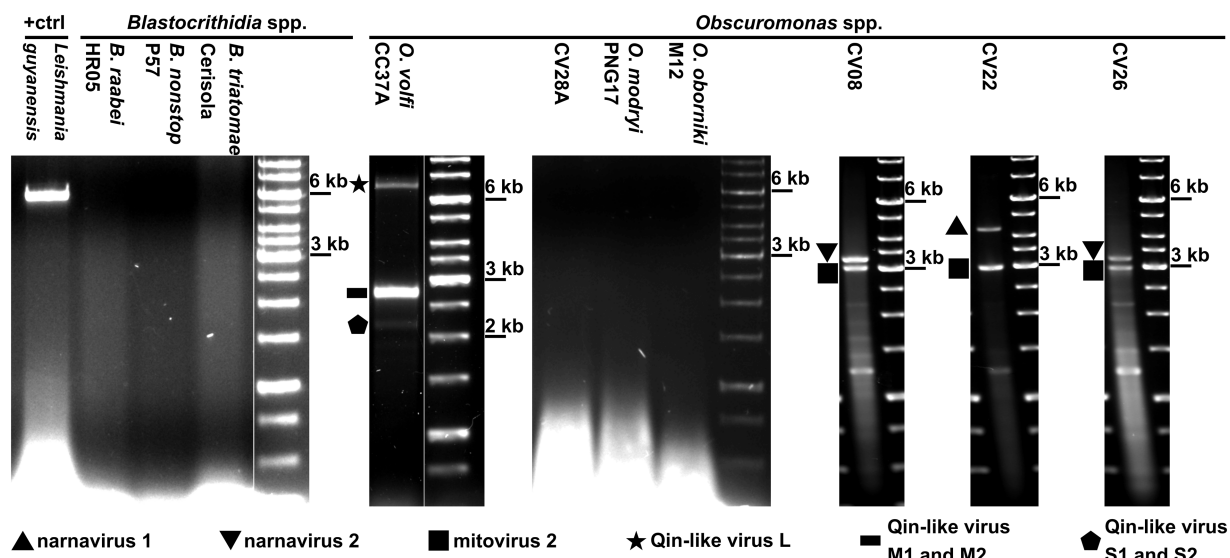 +ctrl
Blastocrithidia spp.
Obscuromonas spp.
Leishmania
guyanensis
B. raabei
HR05
B. nonstop
P57
B. triatomae
Cerisola
O. volfi
CC37A
CV28A
O. modryi
PNG17
O. oborniki
M12
CV08
CV22
CV26
6 kb
3 kb
6 kb
3 kb
2 kb
6 kb
3 kb
6 kb
3 kb
6 kb
3 kb
6 kb
3 kb
narnavirus 1
narnavirus 2
mitovirus 2
Qin-like virus L
Qin-like virus
M1 and M2
Qin-like virus
S1 and S2